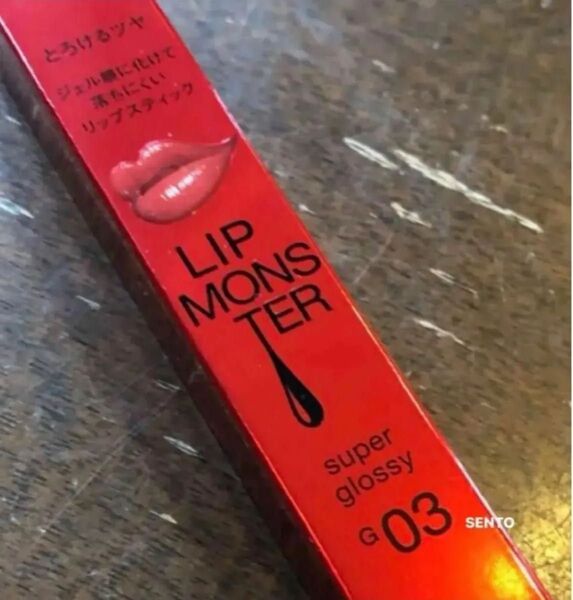 とろけるツヤ
ジェル膜に化けて
落ちにくい
リップスティック
LIP
MONS
TER
super
glossy
G 03
SENTO